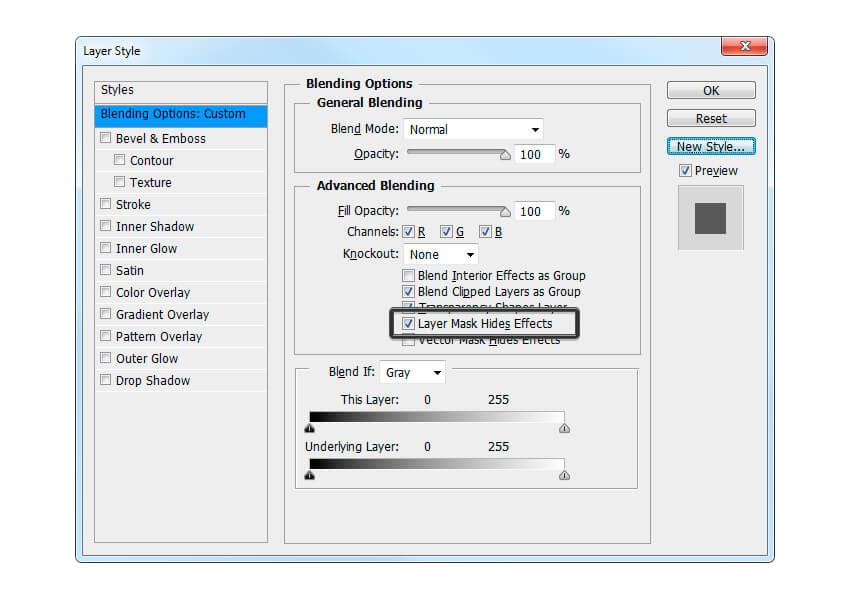 Layer Style
Styles
Blending Options: Custom
Bevel & Emboss
Contour
Texture
Stroke
Inner Shadow
Inner Glow
Satin
Color Overlay
Gradient Overlay
Pattern Overlay
Outer Glow
Drop Shadow
Blending Options
General Blending
Blend Mode: Normal
Opacity: 100 %
Advanced Blending
Fill Opacity: 100 %
Channels: R G B
Knockout: None
Blend Interior Effects as Group
Blend Clipped Layers as Group
Transparency Shapes Layer
Layer Mask Hides Effects
Vector Mask Hides Effects
Blend If: Gray
This Layer: 0 255
Underlying Layer: 0 255
OK
Reset
New Style...
Preview